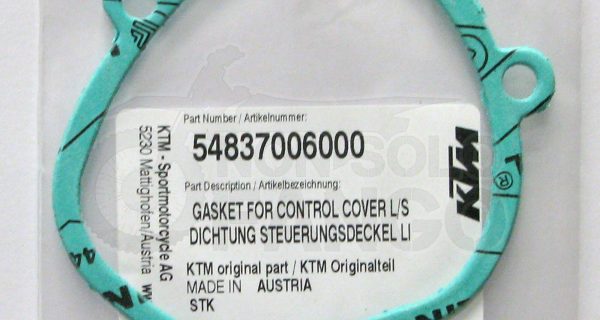 Part Number / Artikelnummer:
54837006000
Part Description / Artikelbezeichnung:
GASKET FOR CONTROL COVER L/S
DICHTUNG STEUERUNGSDECKEL LI
KTM original part / KTM Originalteil
MADE IN AUSTRIA
STK
KTM - Sportmotorcycle AG
5230 Mattighofen/Austria
KTM
®